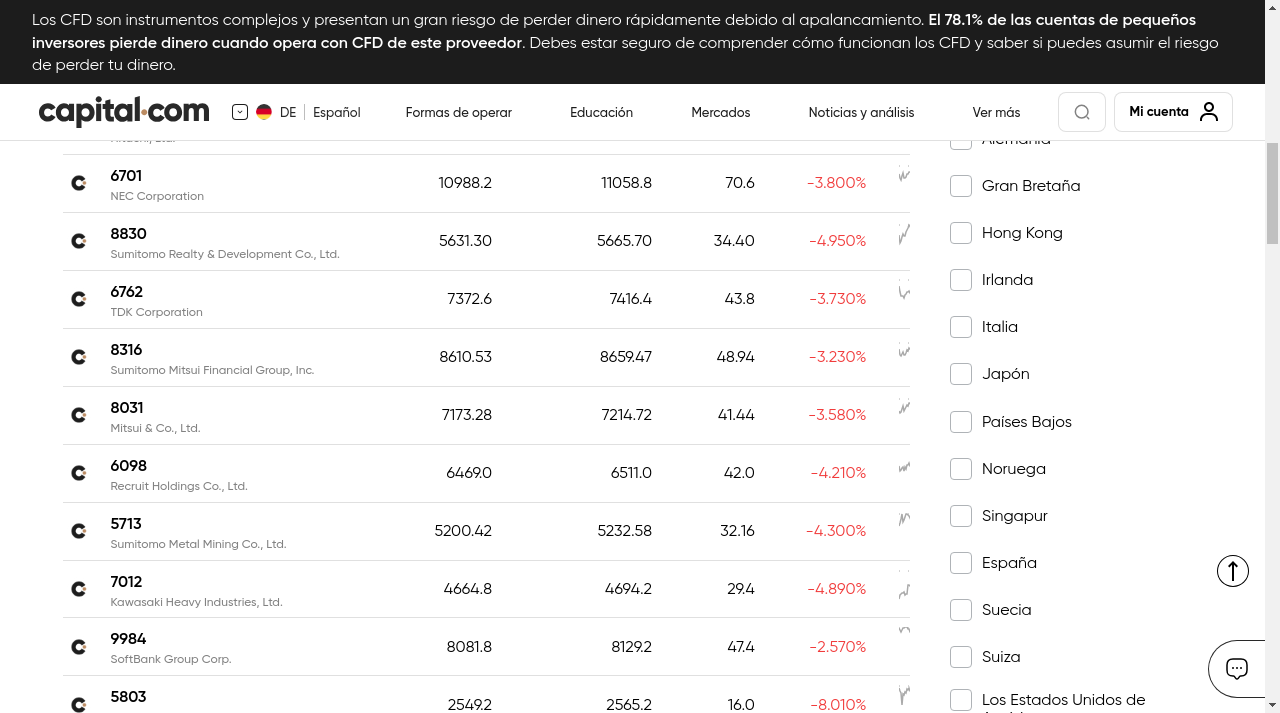 Los CFD son instrumentos complejos y presentan un gran riesgo de perder dinero rápidamente debido al apalancamiento. El 78.1% de las cuentas de pequeños
inversores pierde dinero cuando opera con CFD de este proveedor. Debes estar seguro de comprender cómo funcionan los CFD y saber si puedes asumir el riesgo
de perder tu dinero.
capital.com DE Español Formas de operar Educación Mercados Noticias y análisis Ver más Mi cuenta
6701 10988.2 11058.8 70.6 -3.800%
NEC Corporation
8830 5631.30 5665.70 34.40 -4.950%
Sumitomo Realty & Development Co., Ltd.
6762 7372.6 7416.4 43.8 -3.730%
TDK Corporation
8316 8610.53 8659.47 48.94 -3.230%
Sumitomo Mitsui Financial Group, Inc.
8031 7173.28 7214.72 41.44 -3.580%
Mitsui & Co., Ltd.
6098 6469.0 6511.0 42.0 -4.210%
Recruit Holdings Co., Ltd.
5713 5200.42 5232.58 32.16 -4.300%
Sumitomo Metal Mining Co., Ltd.
7012 4664.8 4694.2 29.4 -4.890%
Kawasaki Heavy Industries, Ltd.
9984 8081.8 8129.2 47.4 -2.570%
SoftBank Group Corp.
5803 2549.2 2565.2 16.0 -8.010%
Alemania
Gran Bretaña
Hong Kong
Irlanda
Italia
Japón
Países Bajos
Noruega
Singapur
España
Suecia
Suiza
Los Estados Unidos de